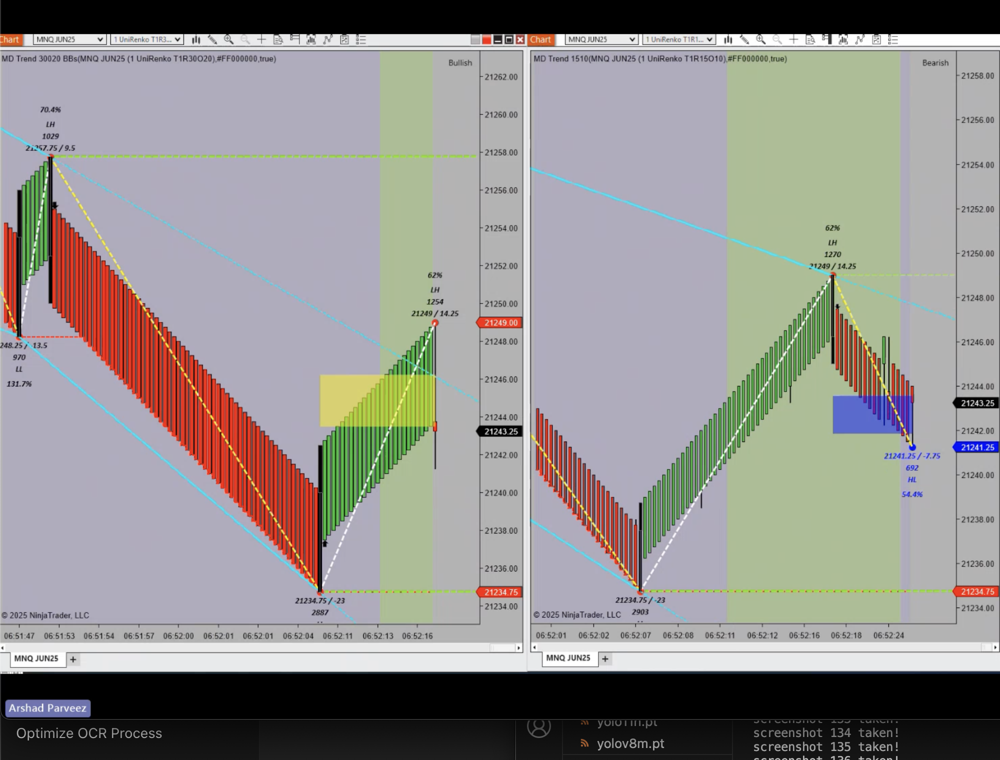 Chart
MNQ JUN25
1 UniRenko T1R3...
Chart
MNQ JUN25
1 UniRenko T1R1...
MD Trend 30020 BBs(MNQ JUN25 (1 UniRenko T1R30O20),#FF000000,true)
Bullish
21262.00
21260.00
21258.00
21256.00
21254.00
21252.00
21250.00
21249.00
21248.00
21246.00
21244.00
21243.25
21242.00
21240.00
21238.00
21236.00
21234.75
21234.00
70.4%
LH
1029
21257.75 / 9.5
248.25 / 13.5
970
LL
131.7%
62%
LH
1254
21249 / 14.25
21234.75 / -23
2887
© 2025 NinjaTrader, LLC
06:51:47 06:51:53 06:51:54 06:51:57 06:52:00 06:52:01 06:52:01 06:52:04 06:52:11 06:52:13 06:52:16
MNQ JUN25 +
MD Trend 1510(MNQ JUN25 (1 UniRenko T1R15O10),#FF000000,true)
Bearish
21258.00
21256.00
21254.00
21252.00
21250.00
21248.00
21246.00
21244.00
21243.25
21242.00
21241.25
21240.00
21238.00
21236.00
21234.75
21234.00
62%
LH
1270
21249 / 14.25
21241.25 / -7.75
692
HL
54.4%
21234.75 / -23
2903
© 2025 NinjaTrader, LLC
06:52:01 06:52:02 06:52:07 06:52:08 06:52:11 06:52:12 06:52:16 06:52:18 06:52:24
MNQ JUN25 +
Arshad Parveez
Optimize OCR Process
yolo11n.pt
yolov8m.pt
screenshot 133 taken!
screenshot 134 taken!
screenshot 135 taken!
screenshot 136 taken!